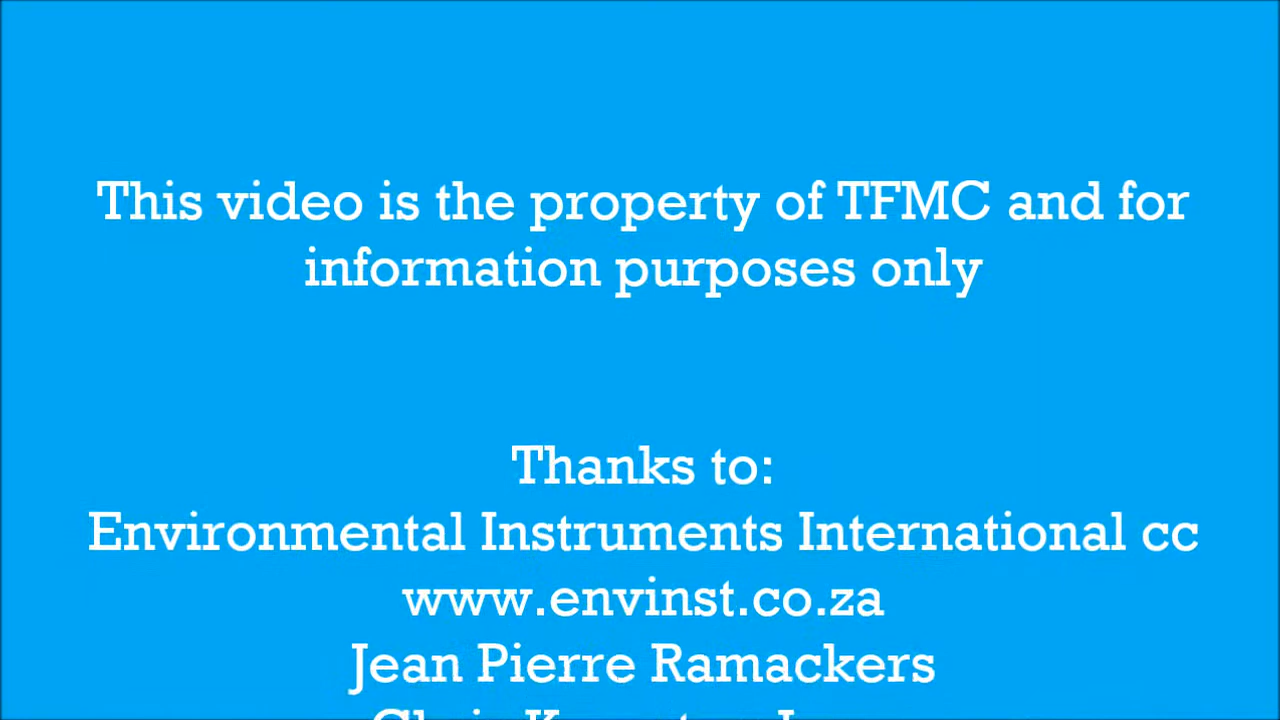 This video is the property of TFMC and for
information purposes only
Thanks to:
Environmental Instruments International cc
www.envinst.co.za
Jean Pierre Ramackers